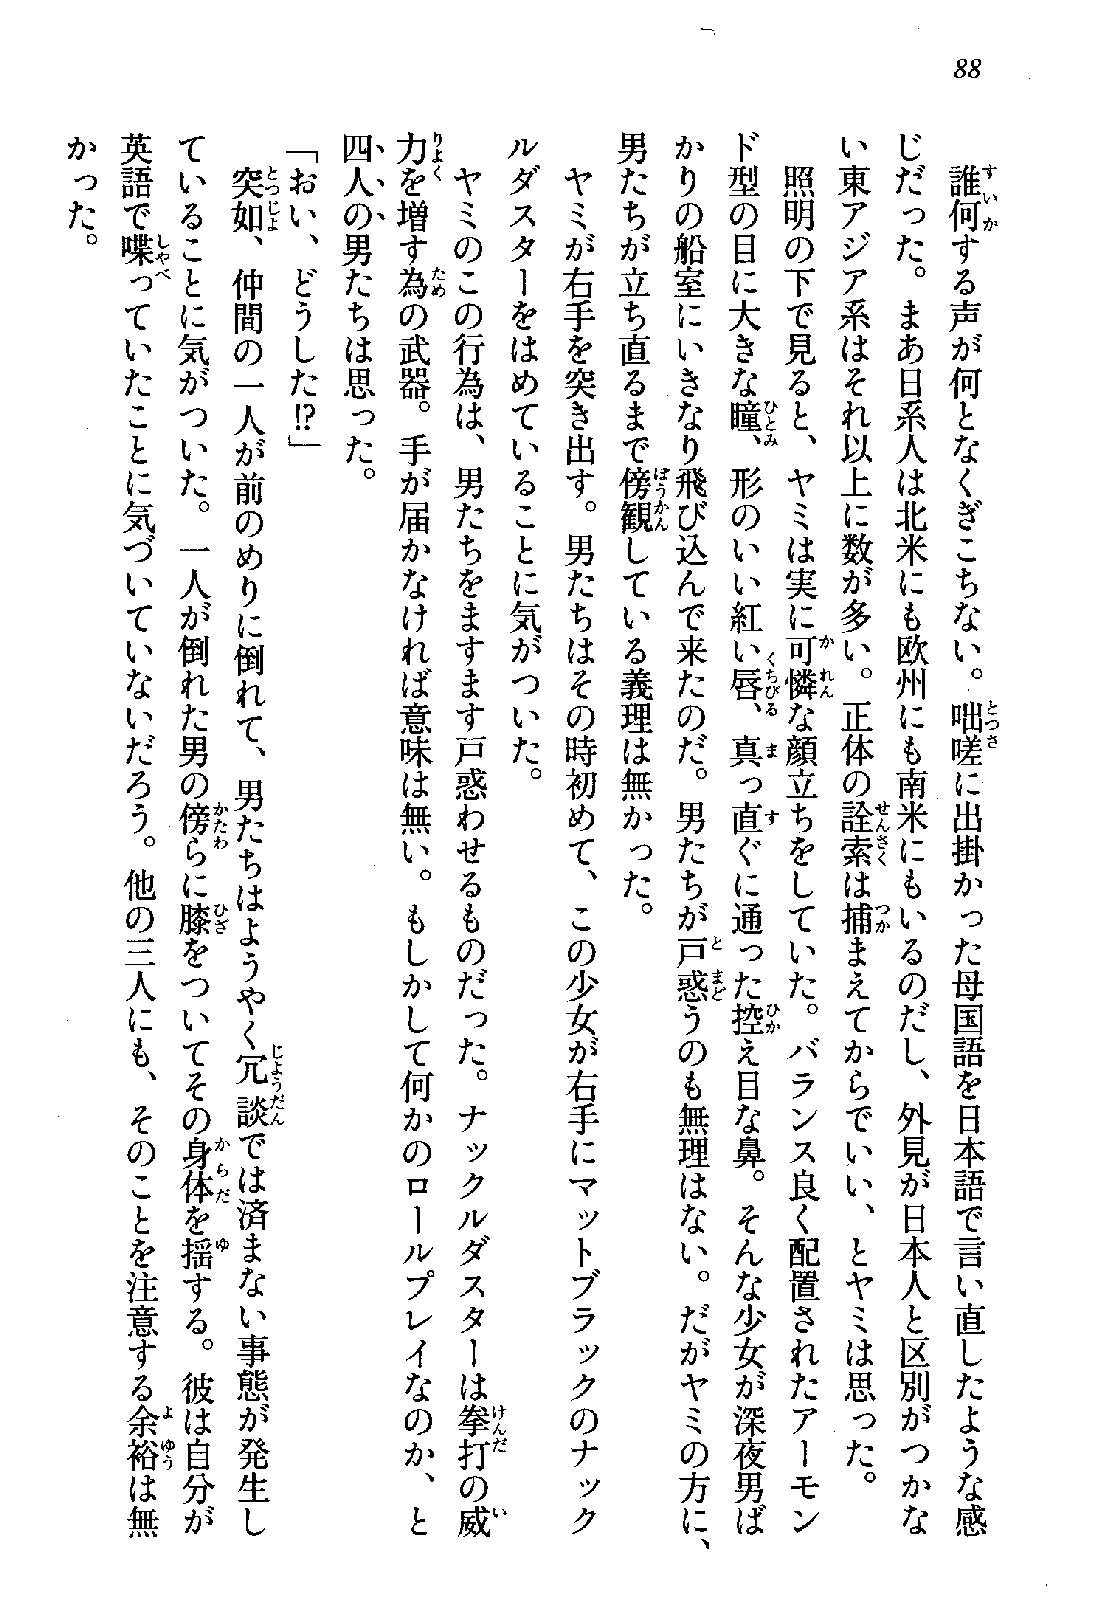 88
誰何する声が何となくぎこちない。咄嗟に出掛かった母国語を日本語で言い直したような感
じだった。まあ日系人は北米にも欧州にも南米にもいるのだし、外見が日本人と区別がつかな
い東アジア系はそれ以上に数が多い。正体の詮索は捕まえてからでいい、とヤミは思った。
照明の下で見ると、ヤミは実に可憐な顔立ちをしていた。バランス良く配置されたアーモン
ド型の目に大きな瞳、形のいい紅い唇、真っ直ぐに通った控え目な鼻。そんな少女が深夜男ば
かりの船室にいきなり飛び込んで来たのだ。男たちが戸惑うのも無理はない。だがヤミの方に、
男たちが立ち直るまで傍観している義理は無かった。
ヤミが右手を突き出す。男たちはその時初めて、この少女が右手にマットブラックのナック
ルダスターをはめていることに気がついた。
ヤミのこの行為は、男たちをますます戸惑わせるものだった。ナックルダスターは拳打の威
力を増す為の武器。手が届かなければ意味は無い。もしかして何かのロールプレイなのか、と
四人の男たちは思った。
「おい、どうした!?」
突如、仲間の一人が前のめりに倒れて、男たちはようやく冗談では済まない事態が発生し
ていることに気がついた。一人が倒れた男の傍らに膝をついてその身体を揺する。彼は自分が
英語で喋っていたことに気づいていないだろう。他の三人にも、そのことを注意する余裕は無
かった。